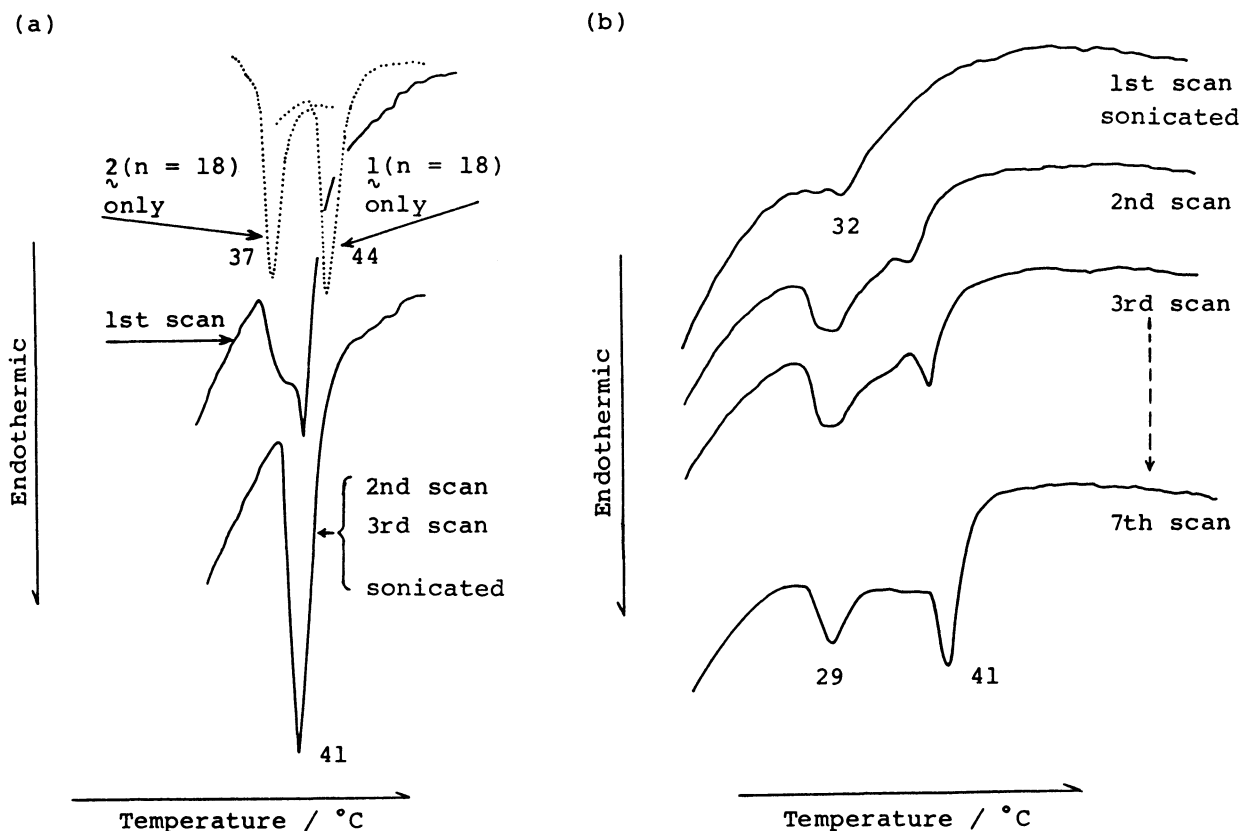 (a)
2(n = 18)
only
1(n = 18)
only
37
44
1st scan
2nd scan
3rd scan
sonicated
41
Endothermic
Temperature / °C
(b)
1st scan
sonicated
32
2nd scan
3rd scan
7th scan
29
41
Endothermic
Temperature / °C